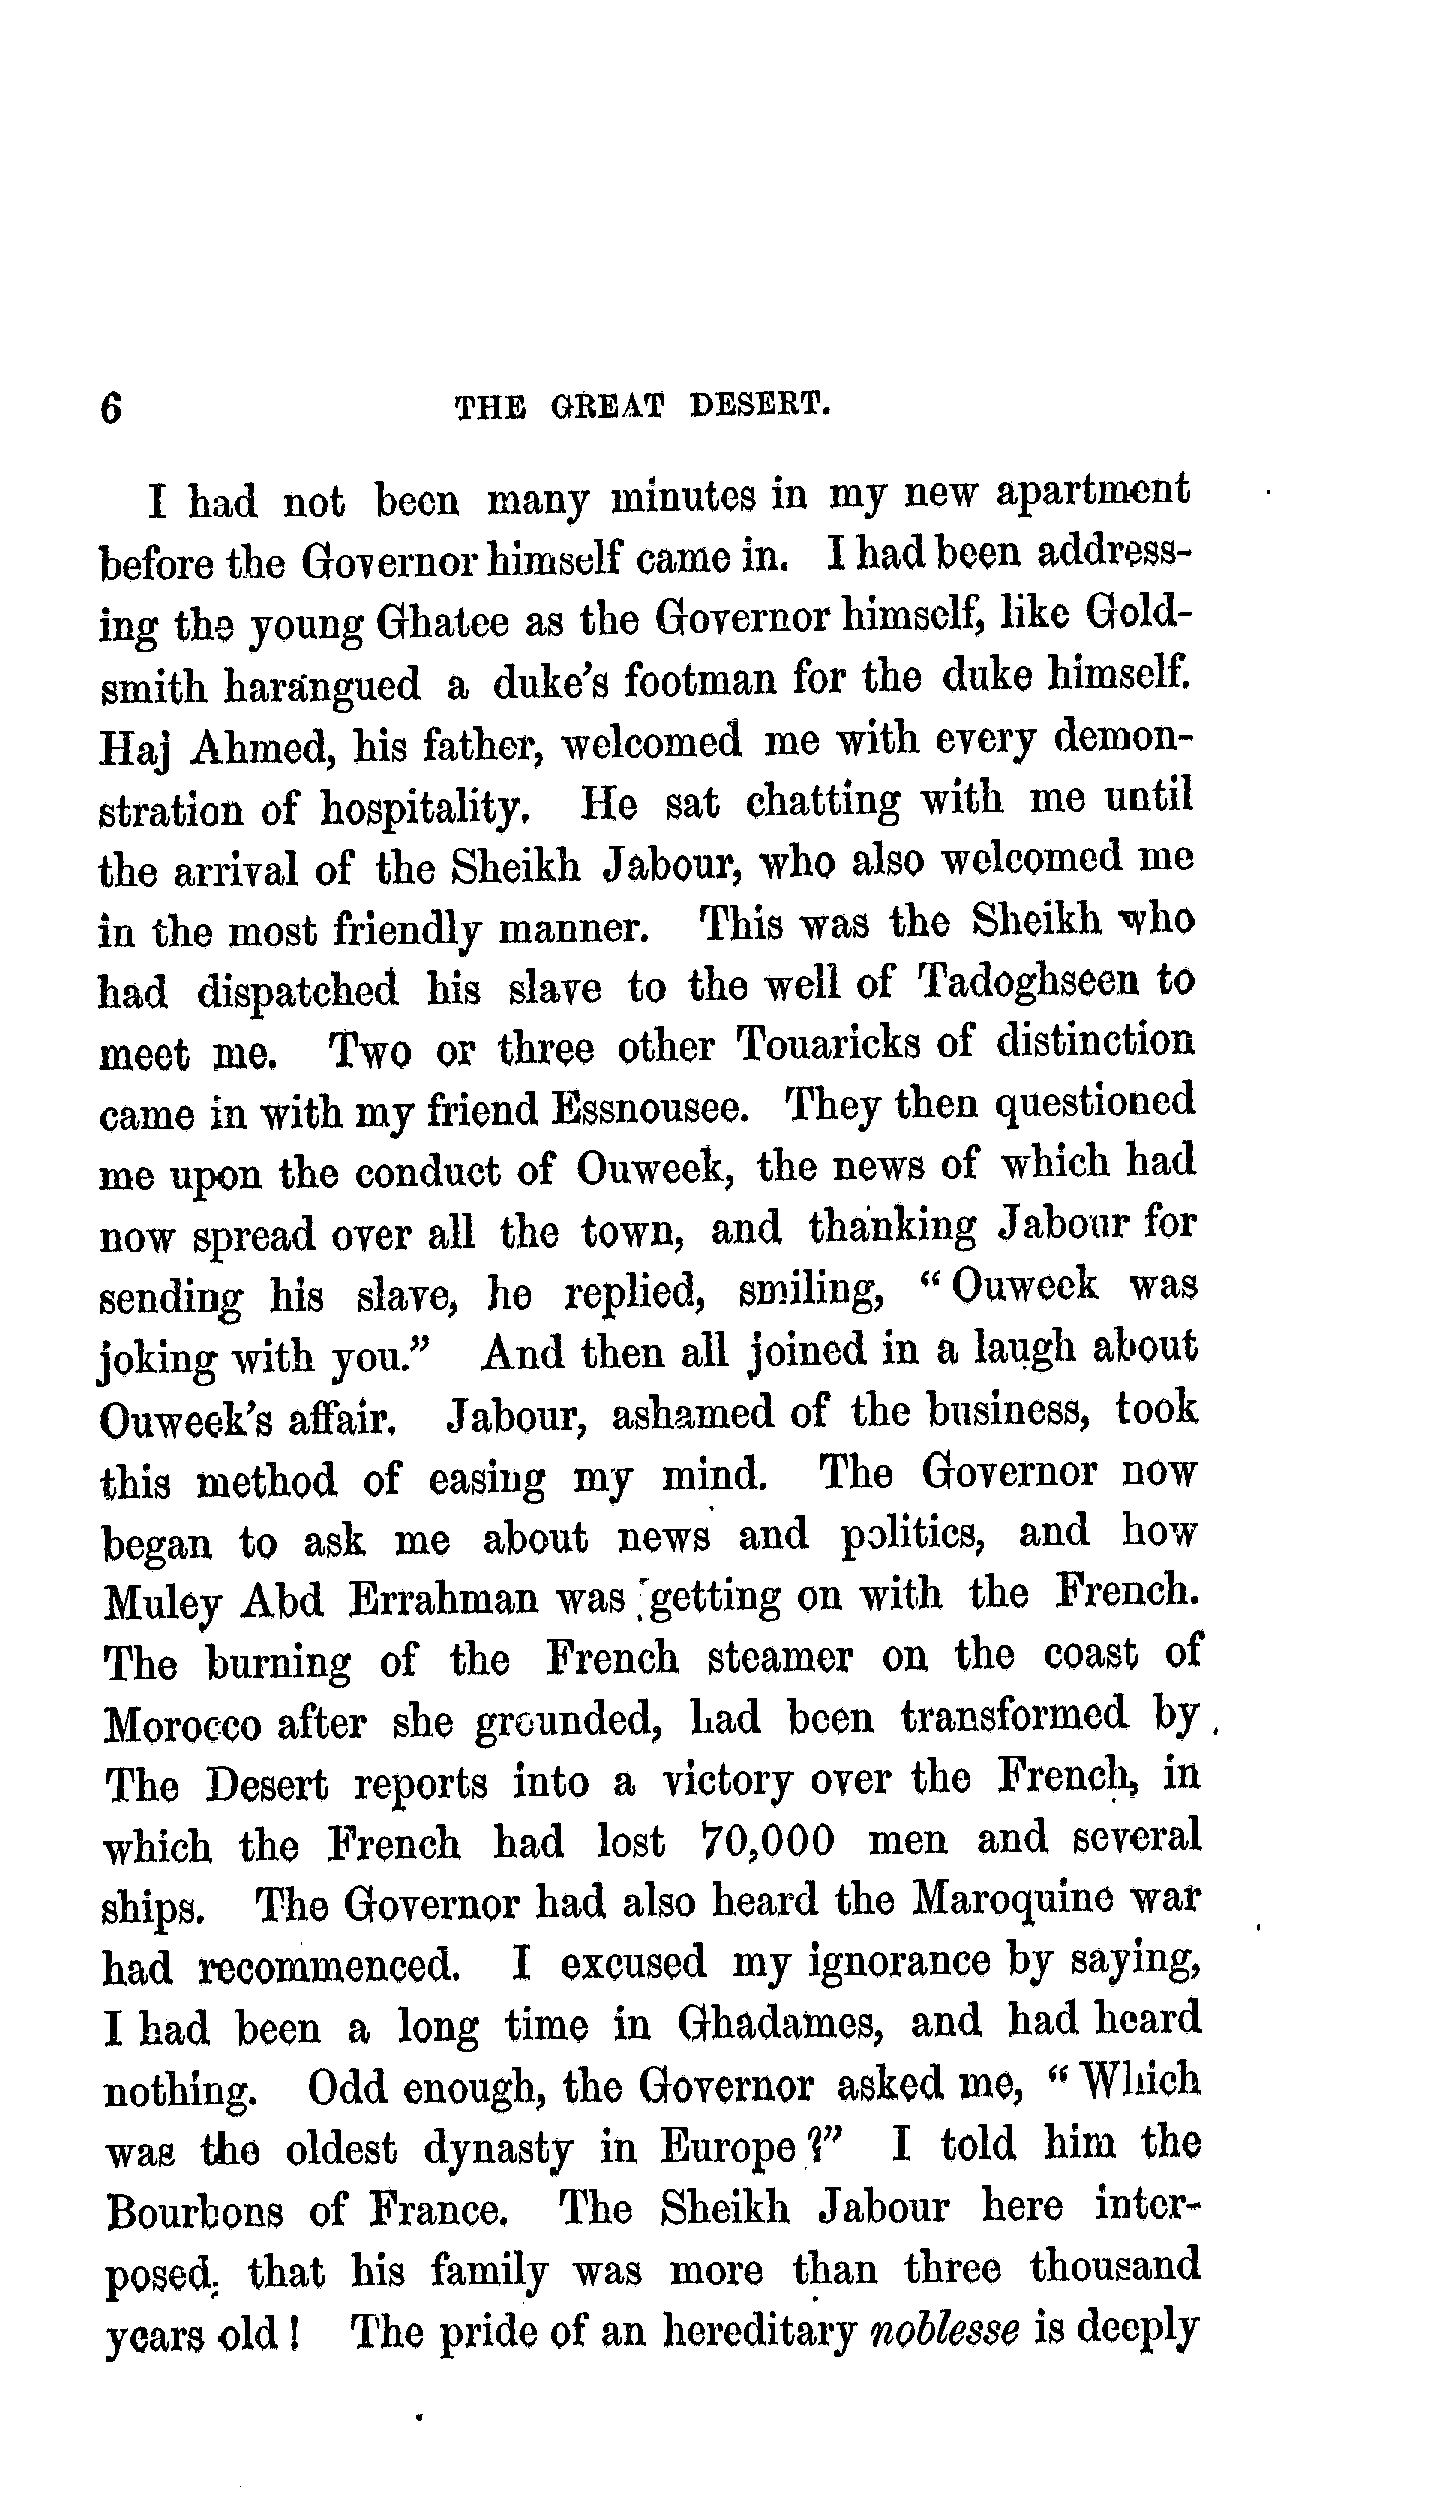 6 THE GREAT DESERT.
I had not been many minutes in my new apartment
before the Governor himself came in. I had been address-
ing the young Ghatee as the Governor himself, like Gold-
smith harangued a duke's footman for the duke himself.
Haj Ahmed, his father, welcomed me with every demon-
stration of hospitality. He sat chatting with me until
the arrival of the Sheikh Jabour, who also welcomed me
in the most friendly manner. This was the Sheikh who
had dispatched his slave to the well of Tadoghseen to
meet me. Two or three other Touaricks of distinction
came in with my friend Essnousee. They then questioned
me upon the conduct of Ouweek, the news of which had
now spread over all the town, and thanking Jabour for
sending his slave, he replied, smiling, "Ouweek was
joking with you." And then all joined in a laugh about
Ouweek's affair. Jabour, ashamed of the business, took
this method of easing my mind. The Governor now
began to ask me about news and politics, and how
Muley Abd Errahman was getting on with the French.
The burning of the French steamer on the coast of
Morocco after she grounded, had been transformed by
The Desert reports into a victory over the French, in
which the French had lost 70,000 men and several
ships. The Governor had also heard the Maroquine war
had recommenced. I excused my ignorance by saying,
I had been a long time in Ghadames, and had heard
nothing. Odd enough, the Governor asked me, "Which
was the oldest dynasty in Europe?" I told him the
Bourbons of France. The Sheikh Jabour here inter-
posed, that his family was more than three thousand
years old! The pride of an hereditary noblesse is deeply